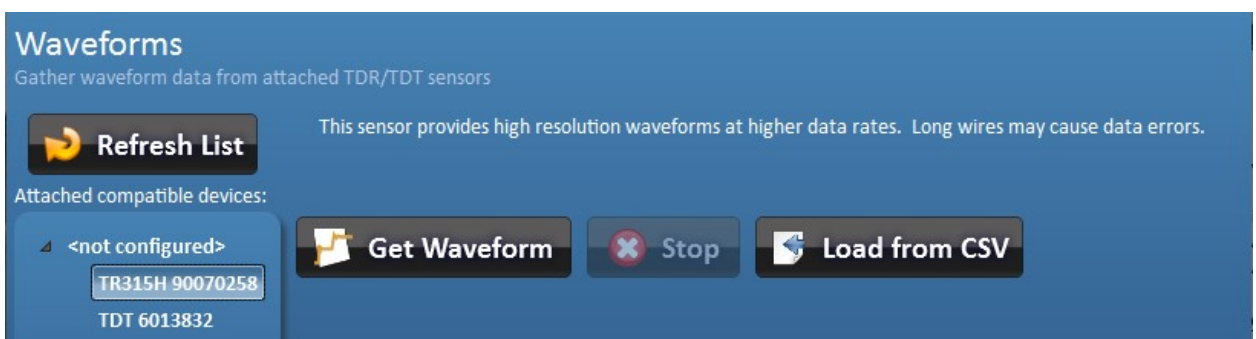 Waveforms
Gather waveform data from attached TDR/TDT sensors
Refresh List
This sensor provides high resolution waveforms at higher data rates.  Long wires may cause data errors.
Attached compatible devices:
<not configured>
TR315H 90070258
TDT 6013832
Get Waveform
Stop
Load from CSV